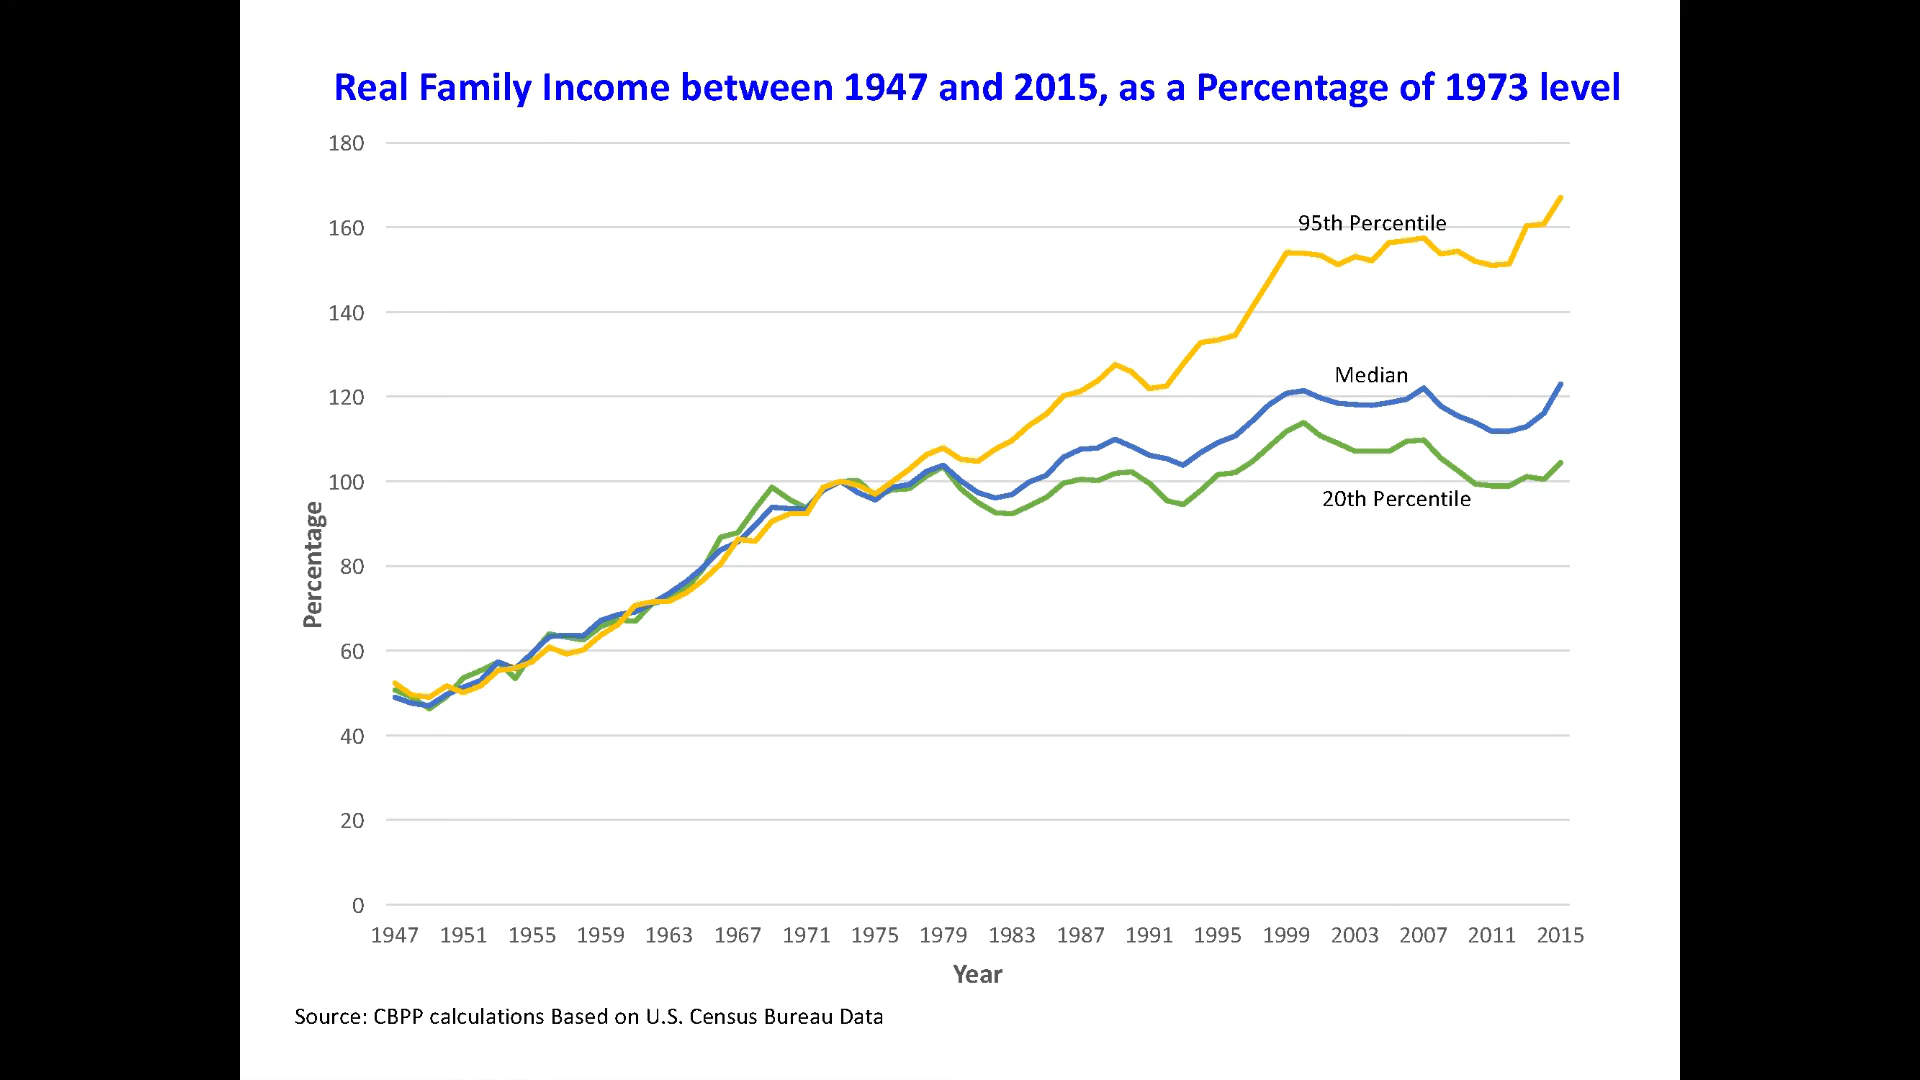 Real Family Income between 1947 and 2015, as a Percentage of 1973 level
180
160
140
120
100
80
60
40
20
0
Percentage
95th Percentile
Median
20th Percentile
1947 1951 1955 1959 1963 1967 1971 1975 1979 1983 1987 1991 1995 1999 2003 2007 2011 2015
Year
Source: CBPP calculations Based on U.S. Census Bureau Data